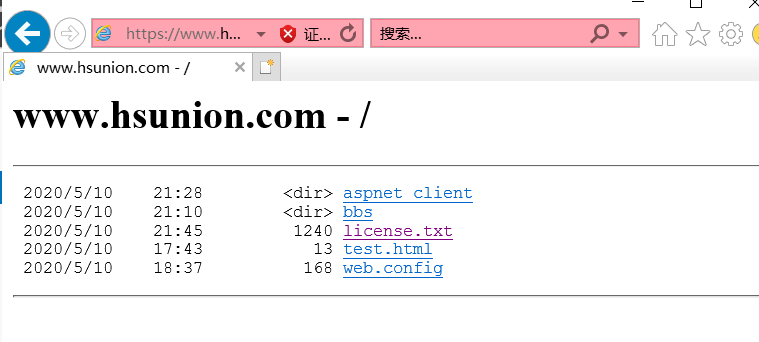 https://www.h... 证... 搜索...
www.hsunion.com - /
www.hsunion.com - /
2020/5/10 21:28 <dir> aspnet_client
2020/5/10 21:10 <dir> bbs
2020/5/10 21:45 1240 license.txt
2020/5/10 17:43 13 test.html
2020/5/10 18:37 168 web.config